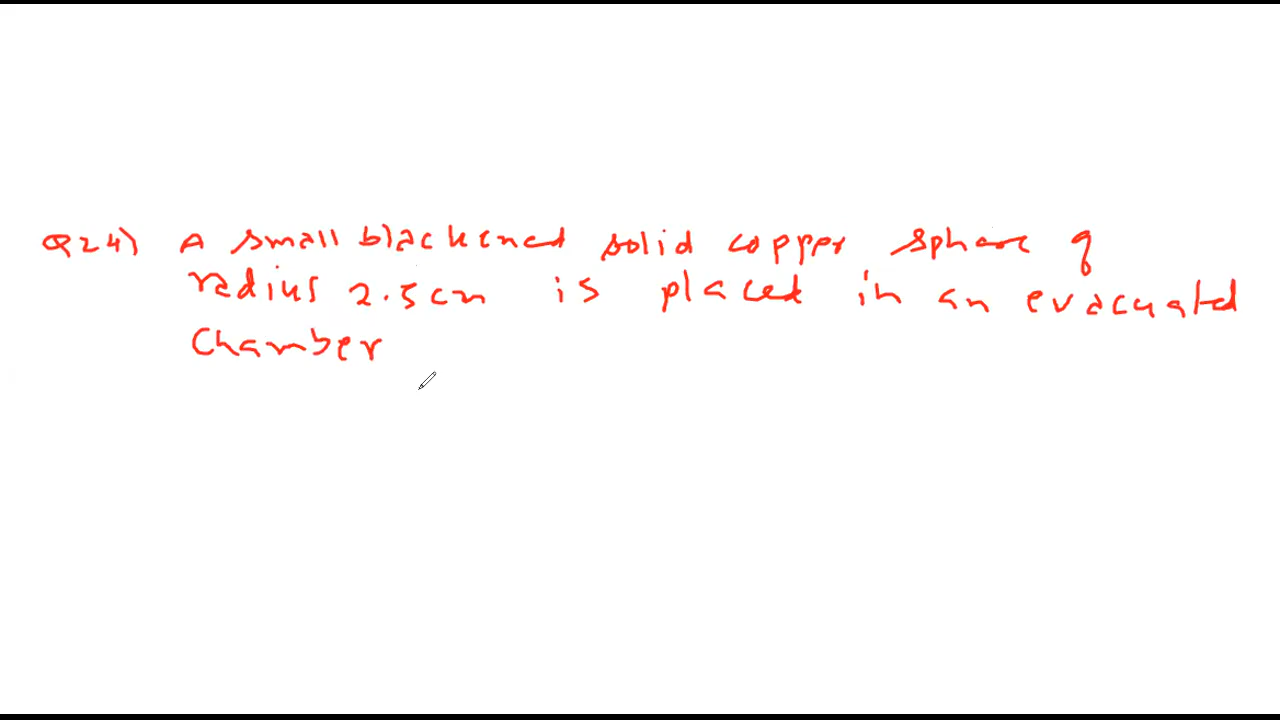 Q24) A small blackened solid copper sphere of
radius 2.5cm is placed in an evacuated
Chamber